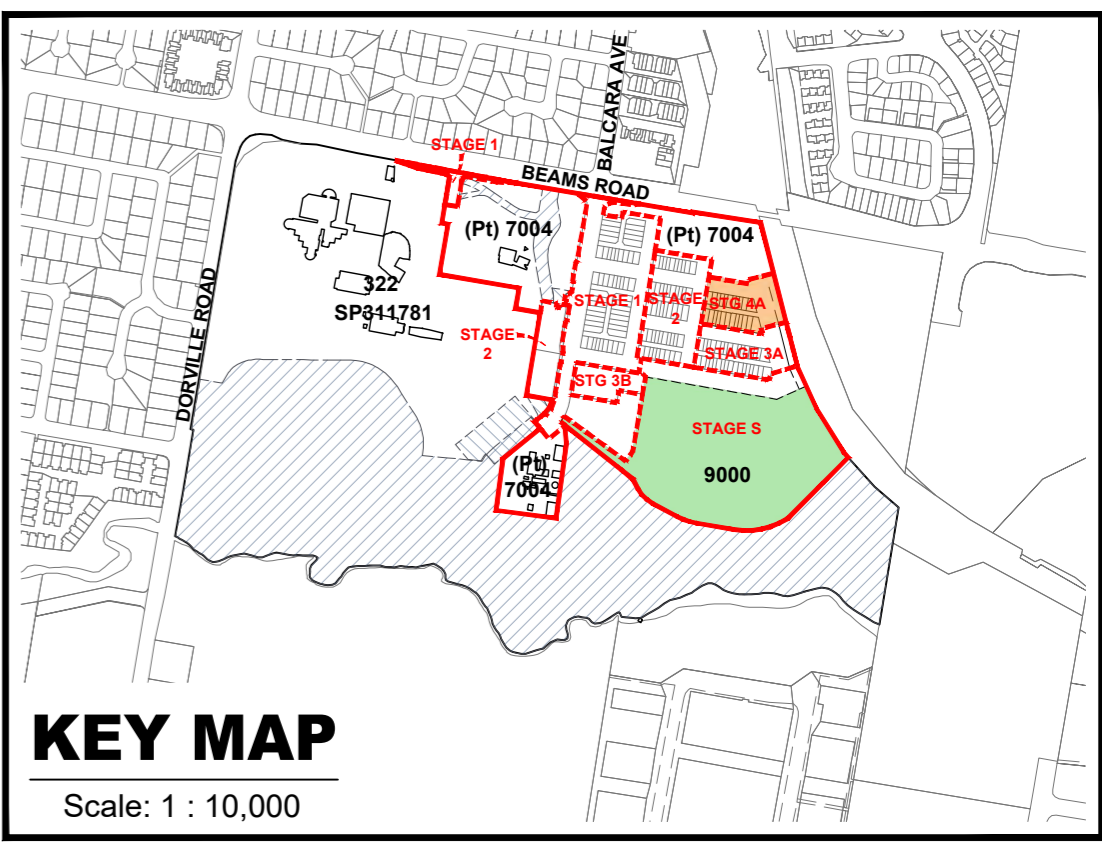 BALCARA AVE
STAGE 1
BEAMS ROAD
(Pt) 7004
(Pt) 7004
322
SP311781
DORVILLE ROAD
STAGE 1
STAGE
2
STG 4A
STAGE
2
STAGE 3A
STG 3B
STAGE S
9000
(Pt)
7004
KEY MAP
Scale: 1 : 10,000